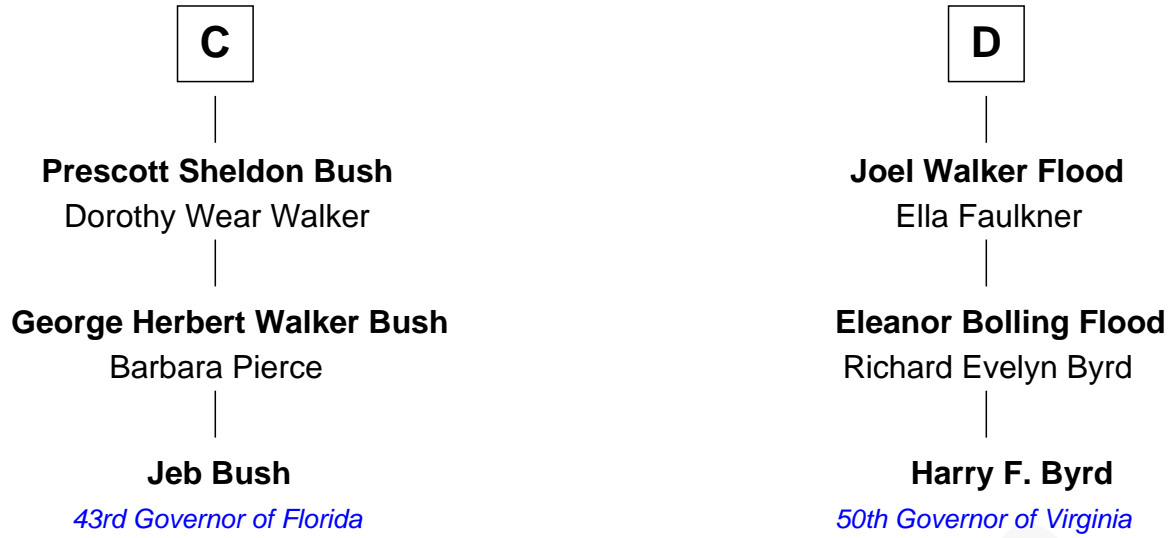 C
Prescott Sheldon Bush
Dorothy Wear Walker
George Herbert Walker Bush
Barbara Pierce
Jeb Bush
43rd Governor of Florida
D
Joel Walker Flood
Ella Faulkner
Eleanor Bolling Flood
Richard Evelyn Byrd
Harry F. Byrd
50th Governor of Virginia